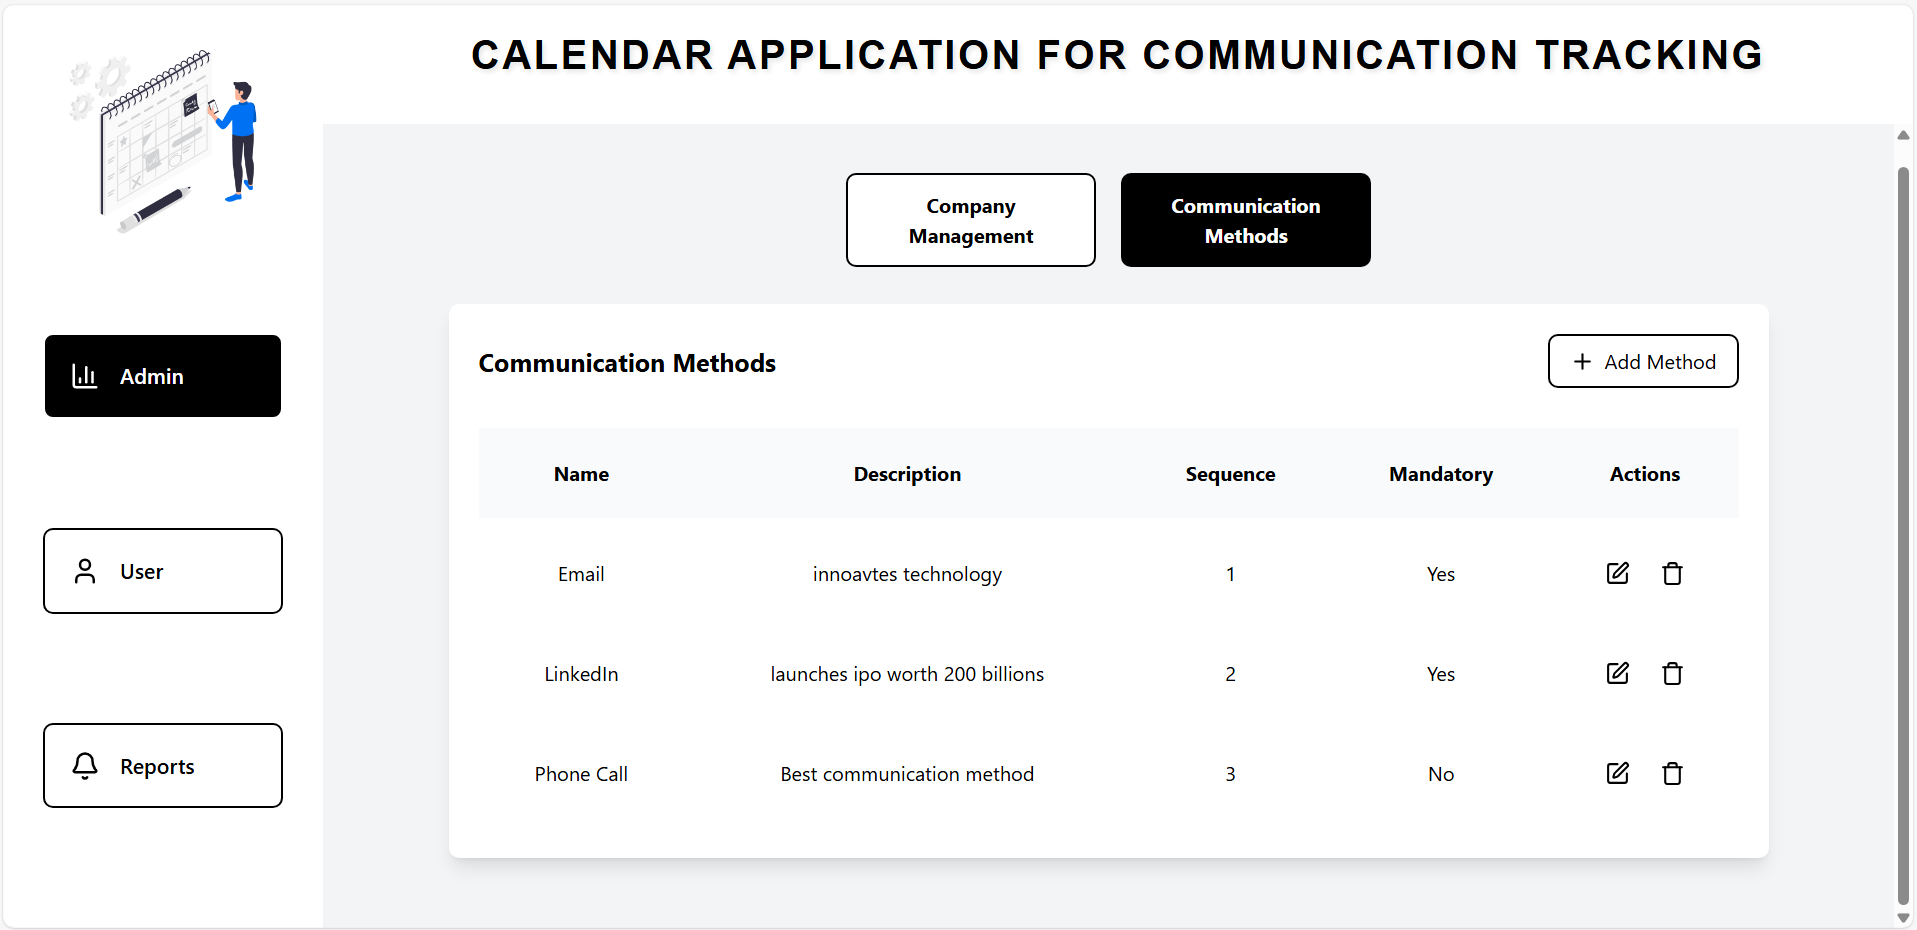 CALENDAR APPLICATION FOR COMMUNICATION TRACKING
Company
Management
Communication
Methods
Admin
User
Reports
Communication Methods
Add Method
Name Description Sequence Mandatory Actions
Email innoavtes technology 1 Yes
LinkedIn launches ipo worth 200 billions 2 Yes
Phone Call Best communication method 3 No